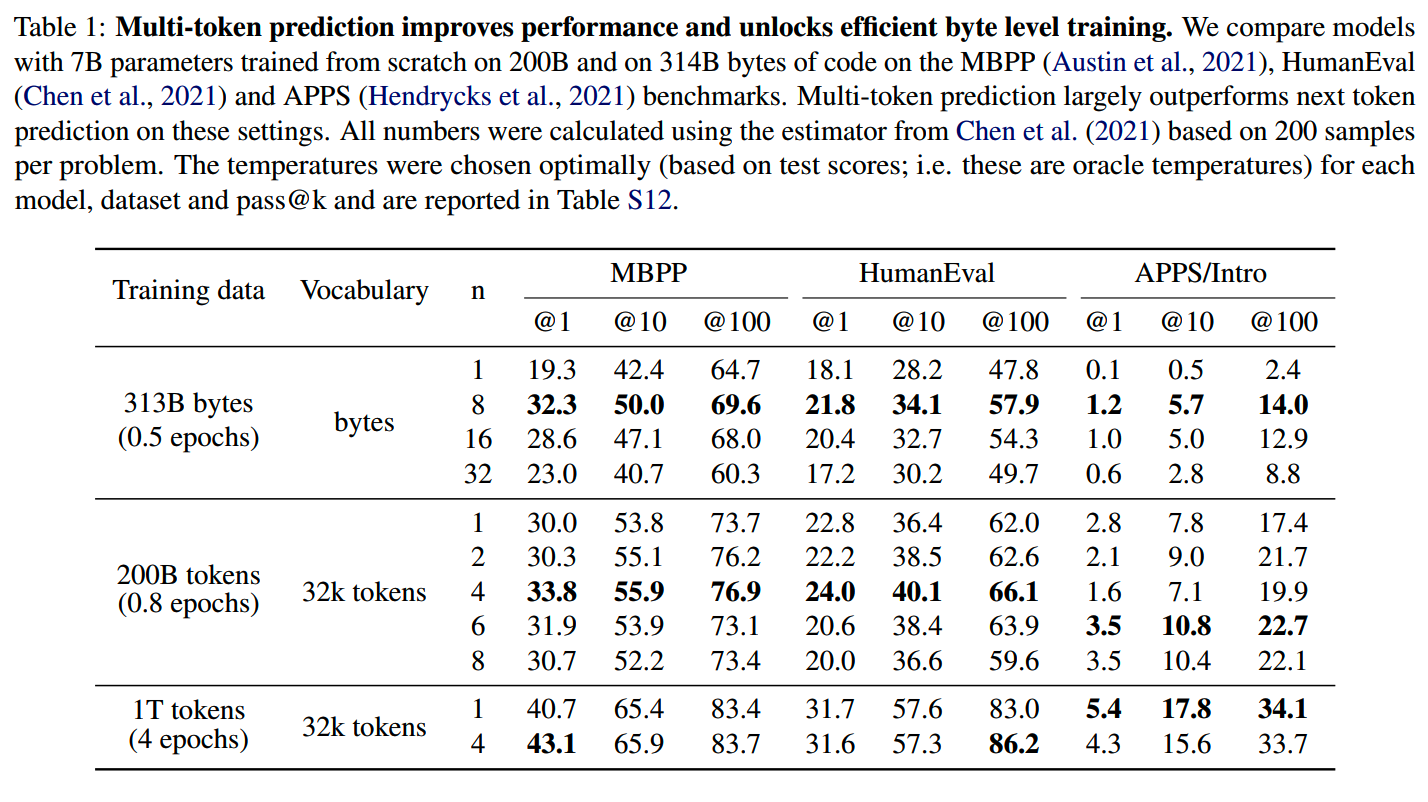 Table 1: Multi-token prediction improves performance and unlocks efficient byte level training. We compare models
with 7B parameters trained from scratch on 200B and on 314B bytes of code on the MBPP (Austin et al., 2021), HumanEval
(Chen et al., 2021) and APPS (Hendrycks et al., 2021) benchmarks. Multi-token prediction largely outperforms next token
prediction on these settings. All numbers were calculated using the estimator from Chen et al. (2021) based on 200 samples
per problem. The temperatures were chosen optimally (based on test scores; i.e. these are oracle temperatures) for each
model, dataset and pass@k and are reported in Table S12.
Training data Vocabulary n MBPP HumanEval APPS/Intro
@1 @10 @100 @1 @10 @100 @1 @10 @100
313B bytes
(0.5 epochs)
bytes
1 19.3 42.4 64.7 18.1 28.2 47.8 0.1 0.5 2.4
8 32.3 50.0 69.6 21.8 34.1 57.9 1.2 5.7 14.0
16 28.6 47.1 68.0 20.4 32.7 54.3 1.0 5.0 12.9
32 23.0 40.7 60.3 17.2 30.2 49.7 0.6 2.8 8.8
200B tokens
(0.8 epochs)
32k tokens
1 30.0 53.8 73.7 22.8 36.4 62.0 2.8 7.8 17.4
2 30.3 55.1 76.2 22.2 38.5 62.6 2.1 9.0 21.7
4 33.8 55.9 76.9 24.0 40.1 66.1 1.6 7.1 19.9
6 31.9 53.9 73.1 20.6 38.4 63.9 3.5 10.8 22.7
8 30.7 52.2 73.4 20.0 36.6 59.6 3.5 10.4 22.1
1T tokens
(4 epochs)
32k tokens
1 40.7 65.4 83.4 31.7 57.6 83.0 5.4 17.8 34.1
4 43.1 65.9 83.7 31.6 57.3 86.2 4.3 15.6 33.7